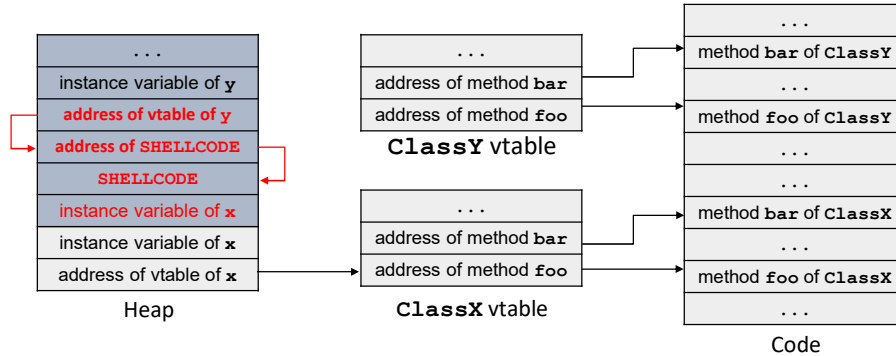 ...
instance variable of y
address of vtable of y
address of SHELLCODE
SHELLCODE
instance variable of x
instance variable of x
address of vtable of x
Heap
...
address of method bar
address of method foo
ClassY vtable
...
address of method bar
address of method foo
ClassX vtable
...
method bar of ClassY
...
method foo of ClassY
...
...
method bar of ClassX
...
method foo of ClassX
...
Code